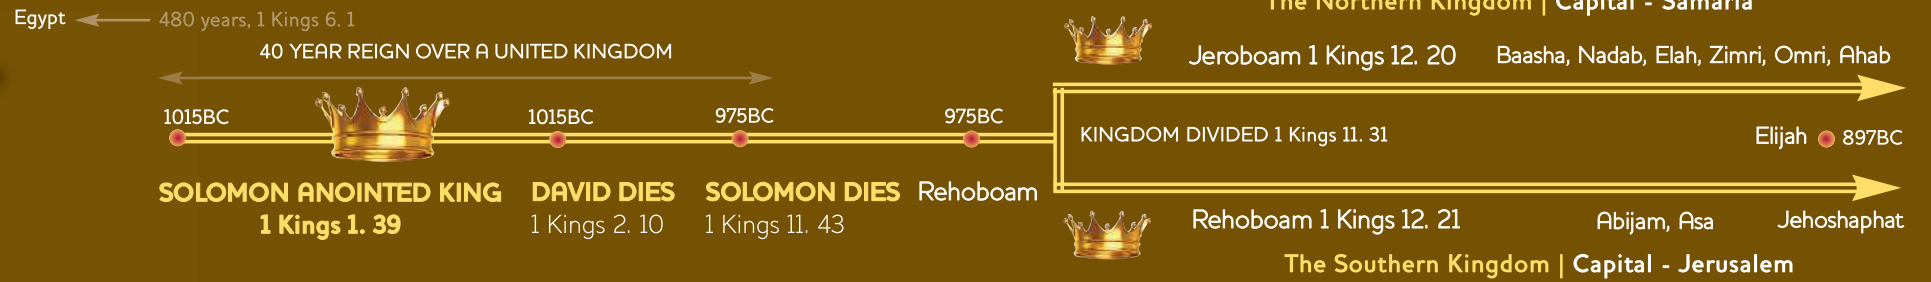 The Northern Kingdom | Capital - Samaria
Egypt
480 years, 1 Kings 6. 1
40 YEAR REIGN OVER A UNITED KINGDOM
Jeroboam 1 Kings 12. 20
Baasha, Nadab, Elah, Zimri, Omri, Ahab
1015BC
1015BC
975BC
975BC
KINGDOM DIVIDED 1 Kings 11. 31
Elijah
897BC
SOLOMON ANOINTED KING
1 Kings 1. 39
DAVID DIES
1 Kings 2. 10
SOLOMON DIES
1 Kings 11. 43
Rehoboam
Rehoboam 1 Kings 12. 21
Abijam, Asa
Jehoshaphat
The Southern Kingdom | Capital - Jerusalem